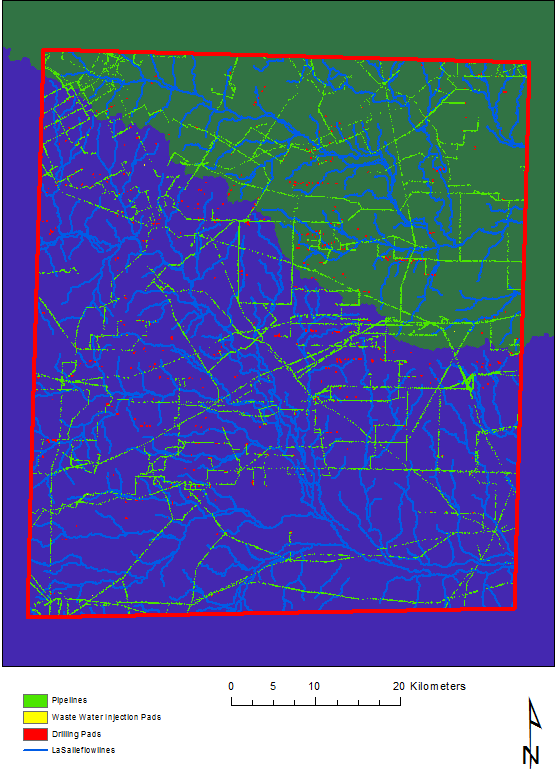 0 5 10 20 Kilometers
Pipelines
Waste Water Injection Pads
Drilling Pads
LaSalleflowlines
N